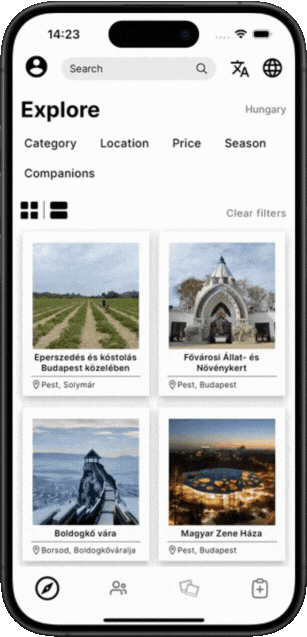 14:23
Search
Explore
Hungary
Category Location Price Season
Companions
Clear filters
Eperszedés és kóstolás
Budapest közelében
Pest, Solymár
Fővárosi Állat- és
Növénykert
Pest, Budapest
Boldogkő vára
Borsod, Boldogkőváralja
Magyar Zene Háza
Pest, Budapest